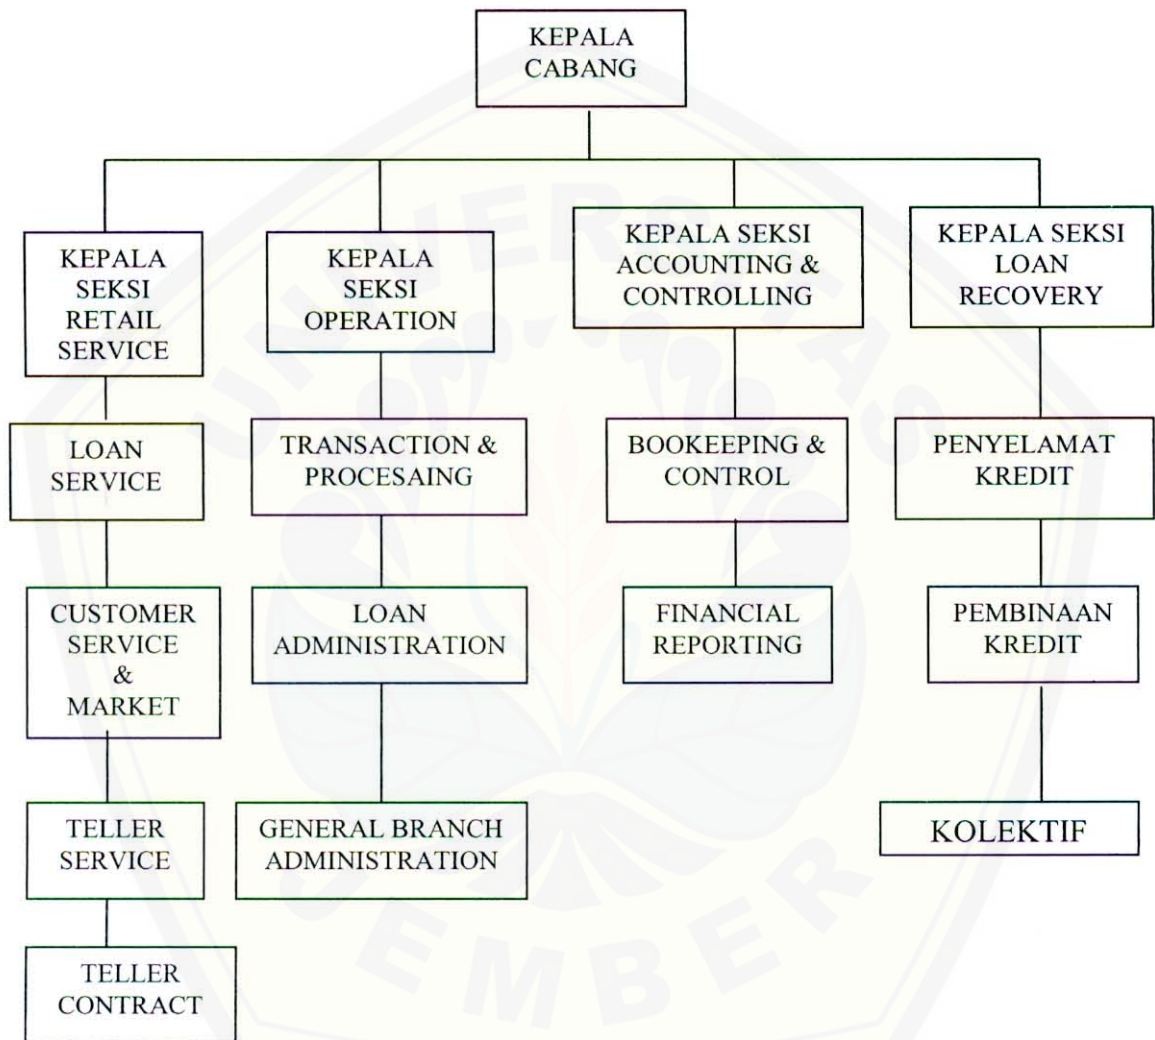 KEPALA
CABANG
KEPALA
SEKSI
RETAIL
SERVICE
KEPALA
SEKSI
OPERATION
KEPALA SEKSI
ACCOUNTING &
CONTROLLING
KEPALA SEKSI
LOAN
RECOVERY
LOAN
SERVICE
TRANSACTION &
PROCESAING
BOOKEEPING &
CONTROL
PENYELAMAT
KREDIT
CUSTOMER
SERVICE
&
MARKET
LOAN
ADMINISTRATION
FINANCIAL
REPORTING
PEMBINAAN
KREDIT
TELLER
SERVICE
GENERAL BRANCH
ADMINISTRATION
KOLEKTIF
TELLER
CONTRACT
UNIVERSITAS
JEMBER